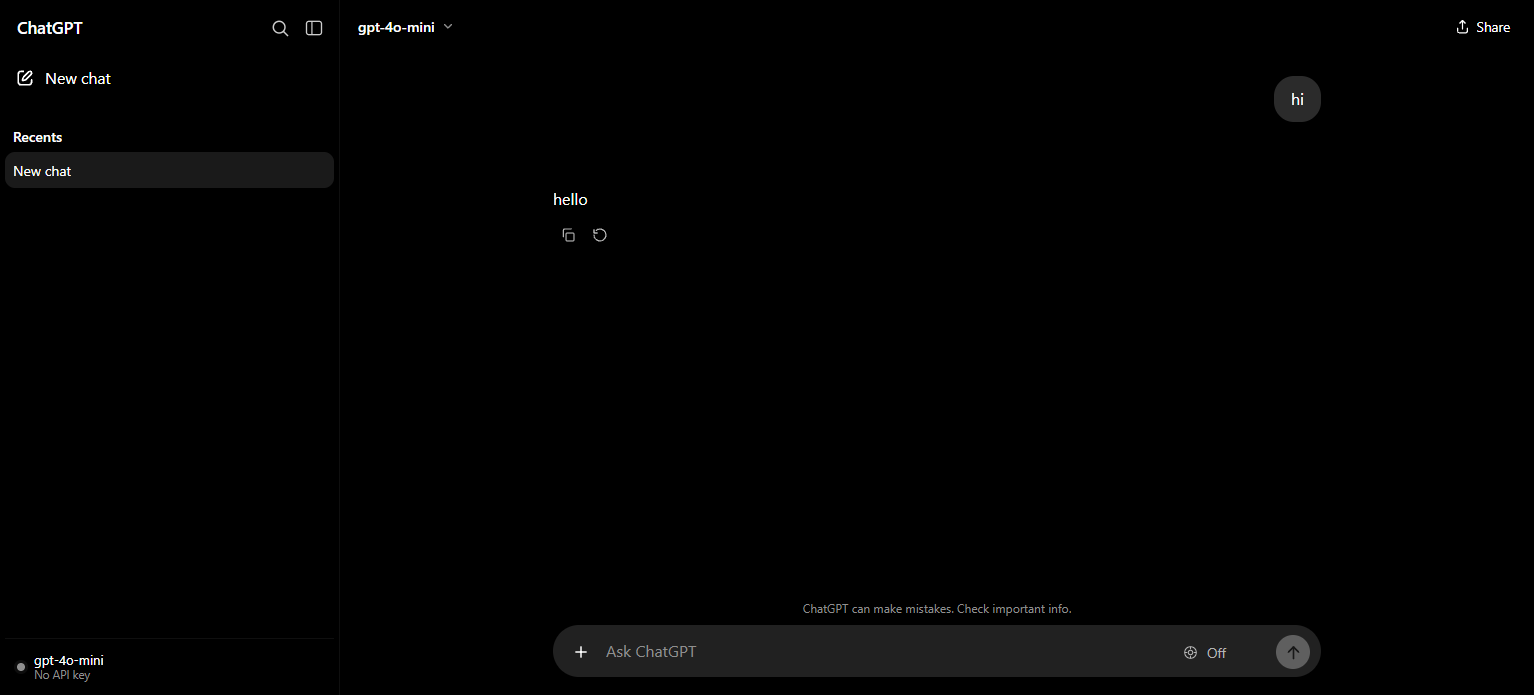 ChatGPT
New chat
Recents
New chat
gpt-4o-mini
No API key
gpt-4o-mini
Share
hi
hello
ChatGPT can make mistakes. Check important info.
Ask ChatGPT
Off